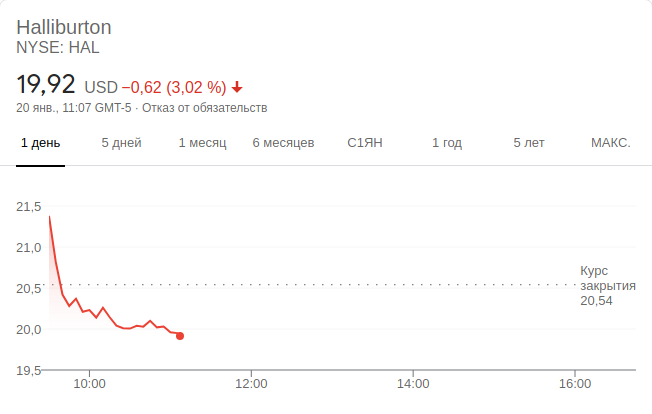 Halliburton
NYSE: HAL
19,92 USD −0,62 (3,02 %)
20 янв., 11:07 GMT-5 · Отказ от обязательств
1 день 5 дней 1 месяц 6 месяцев С1ЯН 1 год 5 лет МАКС.
21,5
21,0
Курс
20,5 закрытия
20,54
20,0
19,5
10:00 12:00 14:00 16:00